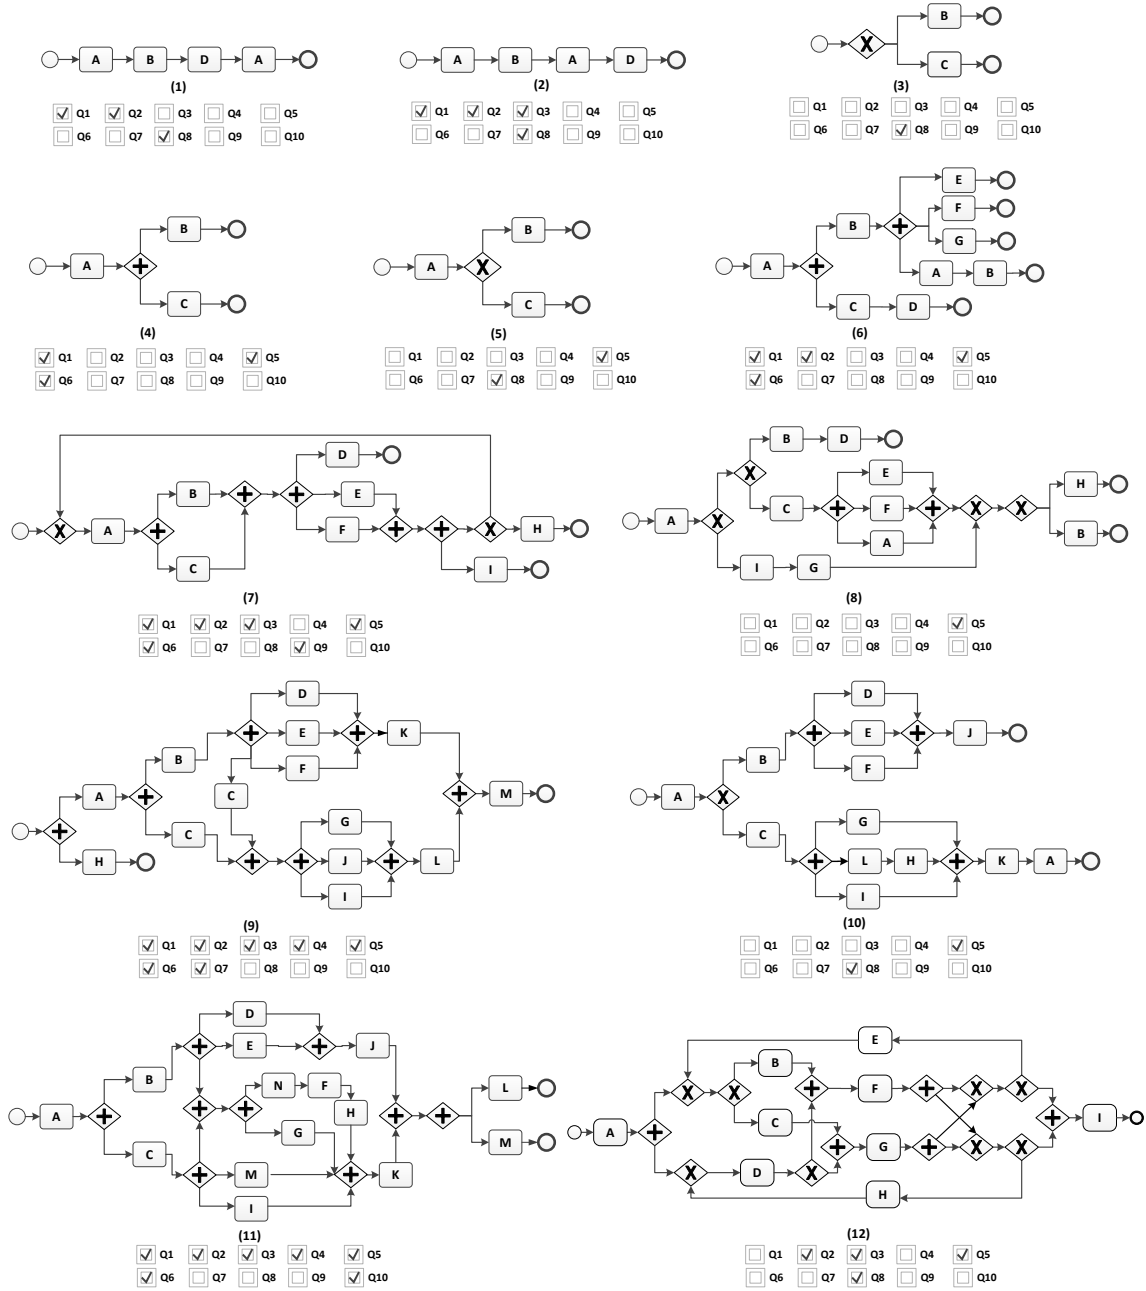 A B D A
(1)
Q1 Q2 Q3 Q4 Q5
Q6 Q7 Q8 Q9 Q10
A B A D
(2)
Q1 Q2 Q3 Q4 Q5
Q6 Q7 Q8 Q9 Q10
X B
C
(3)
Q1 Q2 Q3 Q4 Q5
Q6 Q7 Q8 Q9 Q10
B
A
C
(4)
Q1 Q2 Q3 Q4 Q5
Q6 Q7 Q8 Q9 Q10
B
A X
C
(5)
Q1 Q2 Q3 Q4 Q5
Q6 Q7 Q8 Q9 Q10
E
F
B
G
A
A B
C D
(6)
Q1 Q2 Q3 Q4 Q5
Q6 Q7 Q8 Q9 Q10
D
B E
X A F X H
C I
(7)
Q1 Q2 Q3 Q4 Q5
Q6 Q7 Q8 Q9 Q10
B D
X E
H
C F X X
A X
A B
I G
(8)
Q1 Q2 Q3 Q4 Q5
Q6 Q7 Q8 Q9 Q10
D
E K
B
F
A C M
G
C
H J L
I
(9)
Q1 Q2 Q3 Q4 Q5
Q6 Q7 Q8 Q9 Q10
D
E J
B
F
A X
G
C
L H K A
I
(10)
Q1 Q2 Q3 Q4 Q5
Q6 Q7 Q8 Q9 Q10
D
E J
B
N F L
A H
G
C M
M K
I
(11)
Q1 Q2 Q3 Q4 Q5
Q6 Q7 Q8 Q9 Q10
E
B
X X F X X
C
A I
G X X
X D X
H
(12)
Q1 Q2 Q3 Q4 Q5
Q6 Q7 Q8 Q9 Q10